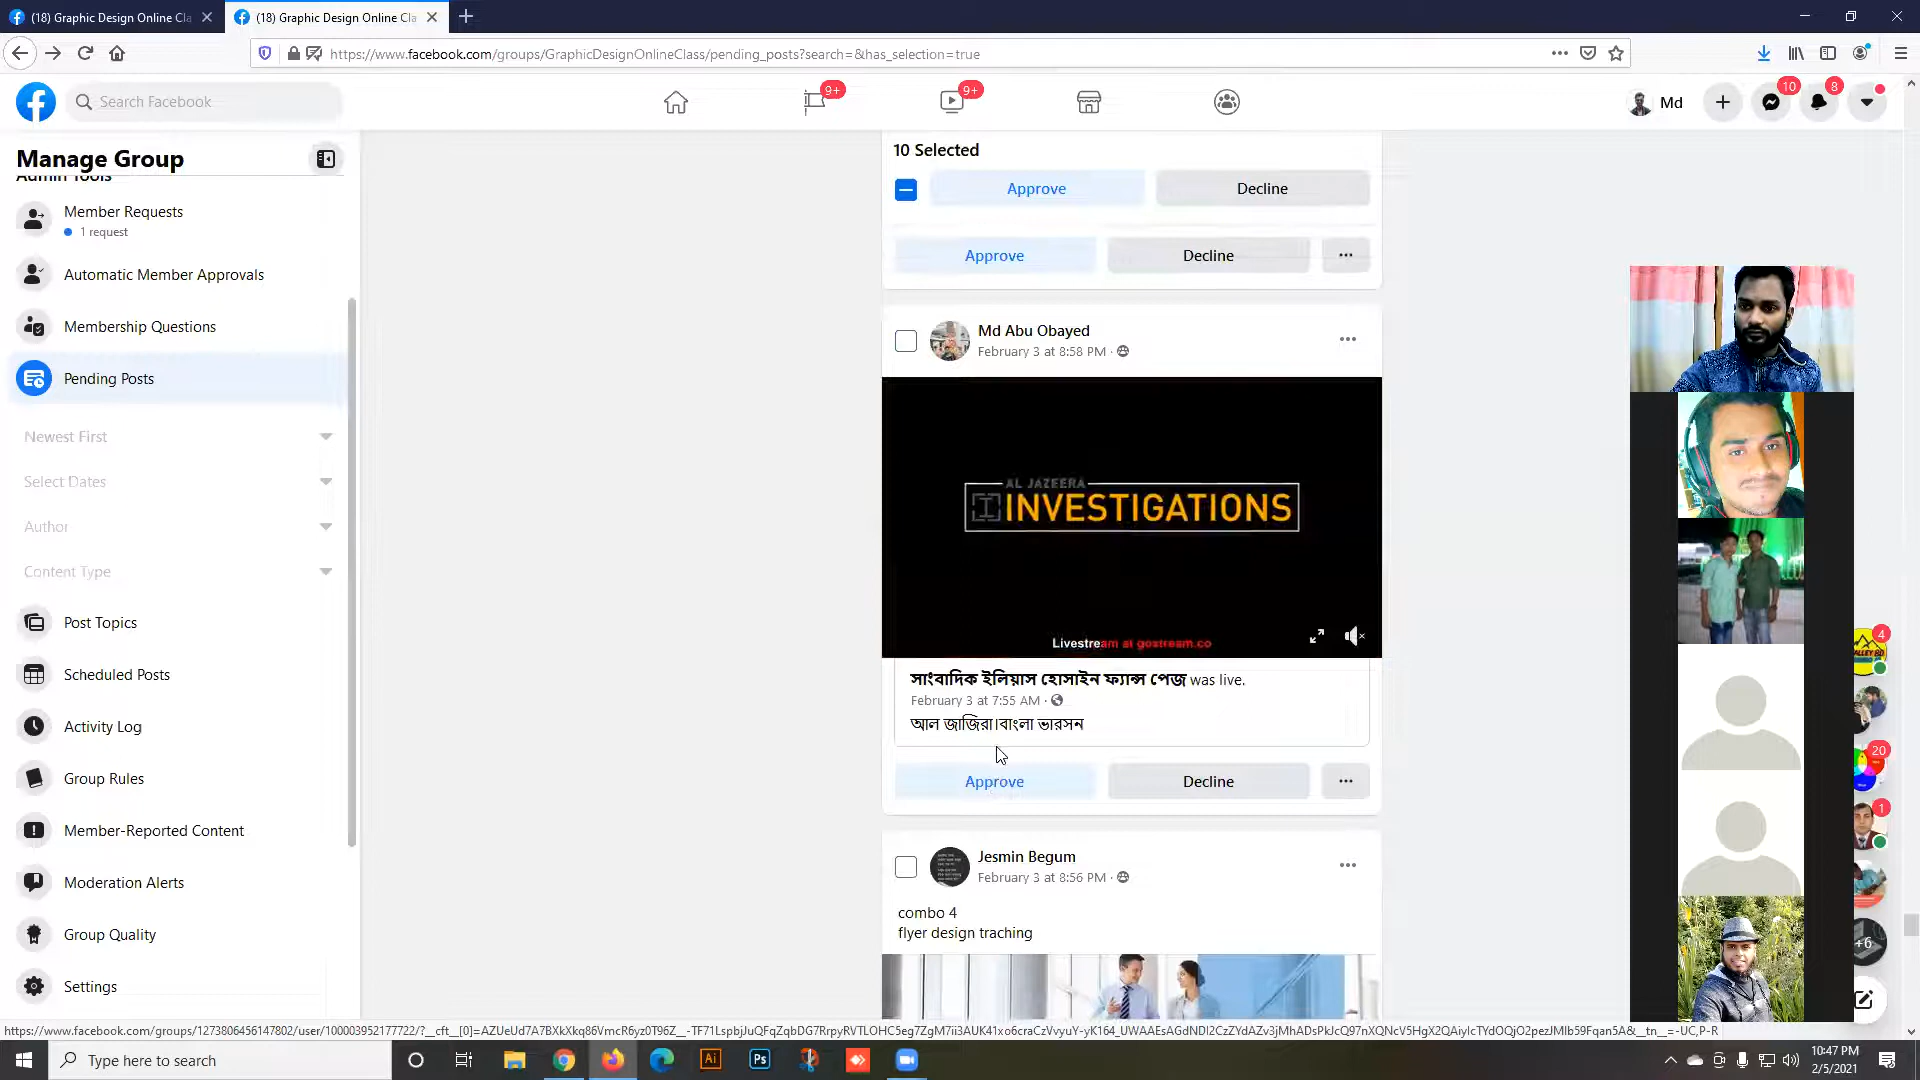 (18) Graphic Design Online Cla
(18) Graphic Design Online Cla
https://www.facebook.com/groups/GraphicDesignOnlineClass/pending_posts?search=&has_selection=true
Search Facebook
9+
9+
Md
10
8
Manage Group
Admin Tools
Member Requests
1 request
Automatic Member Approvals
Membership Questions
Pending Posts
Newest First
Select Dates
Author
Content Type
Post Topics
Scheduled Posts
Activity Log
Group Rules
Member-Reported Content
Moderation Alerts
Group Quality
Settings
10 Selected
Approve
Decline
Approve
Decline
Md Abu Obayed
February 3 at 8:58 PM ·
AL JAZEERA
INVESTIGATIONS
Livestream at gostream.co
সাংবাদিক ইলিয়াস হোসাইন ফ্যান্স পেজ was live.
February 3 at 7:55 AM ·
আল জাজিরা।বাংলা ভারসন
Approve
Decline
Jesmin Begum
February 3 at 8:56 PM ·
combo 4
flyer design traching
4
20
1
+6
Type here to search
Ai
Ps
10:47 PM
2/5/2021